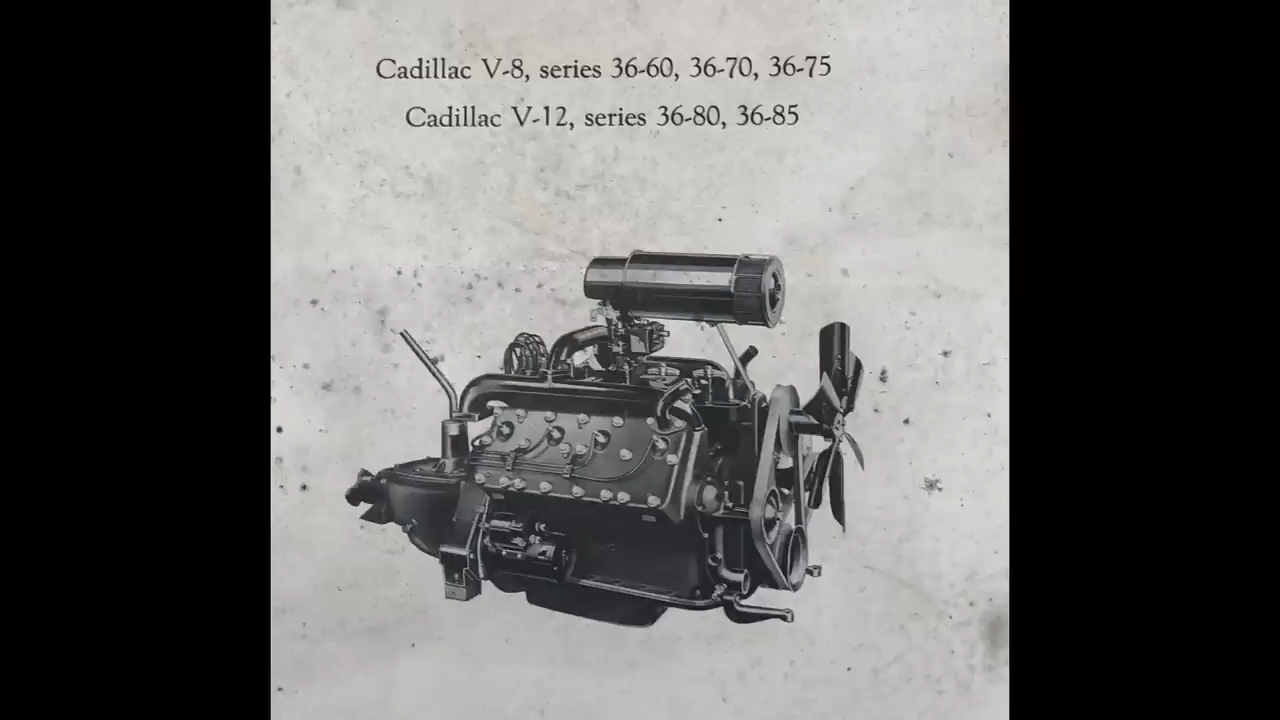 Cadillac V-8, series 36-60, 36-70, 36-75
Cadillac V-12, series 36-80, 36-85